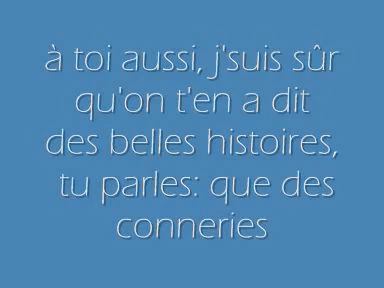 à toi aussi, j'suis sûr
qu'on t'en a dit
des belles histoires,
tu parles: que des
conneries